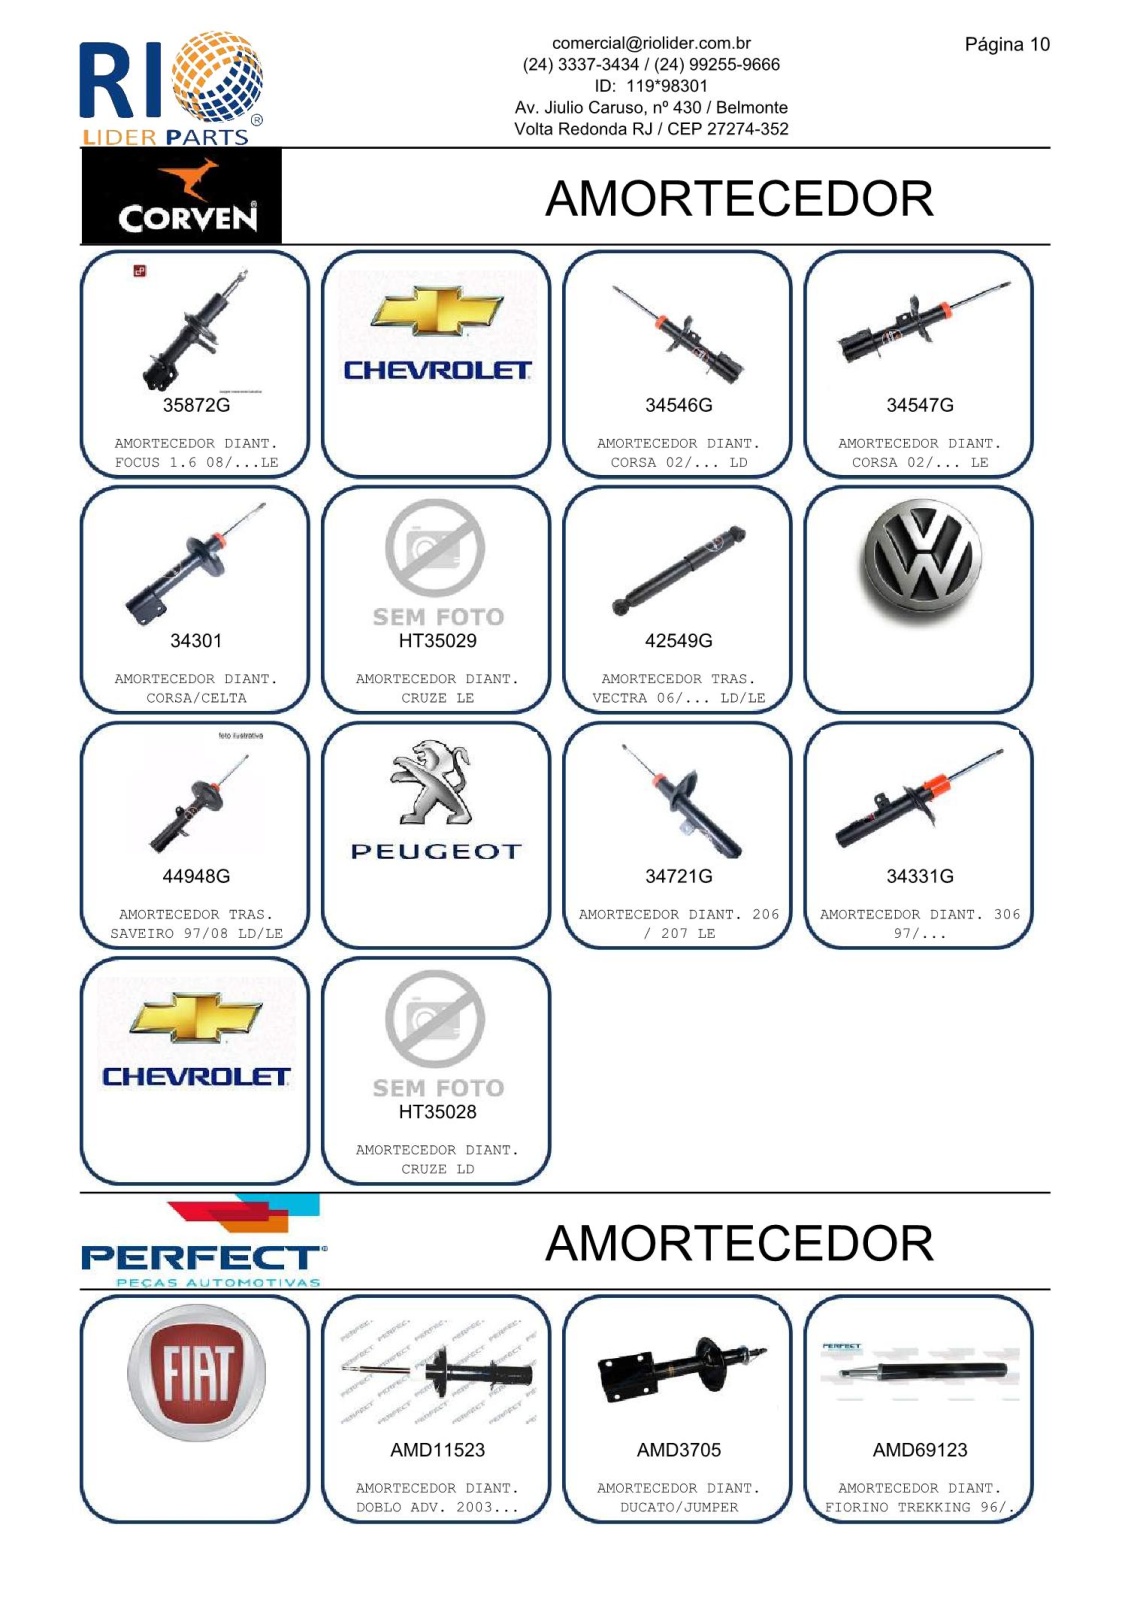 RIO
LIDER PARTS
comercial@riolider.com.br
(24) 3337-3434 / (24) 99255-9666
ID: 119*98301
Av. Jiulio Caruso, nº 430 / Belmonte
Volta Redonda RJ / CEP 27274-352
Página 10
CORVEN®
AMORTECEDOR
35872G
AMORTECEDOR DIANT.
FOCUS 1.6 08/...LE
CHEVROLET
34546G
AMORTECEDOR DIANT.
CORSA 02/... LD
34547G
AMORTECEDOR DIANT.
CORSA 02/... LE
34301
AMORTECEDOR DIANT.
CORSA/CELTA
SEM FOTO
HT35029
AMORTECEDOR DIANT.
CRUZE LE
42549G
AMORTECEDOR TRAS.
VECTRA 06/... LD/LE
VW
foto ilustrativa
44948G
AMORTECEDOR TRAS.
SAVEIRO 97/08 LD/LE
PEUGEOT
34721G
AMORTECEDOR DIANT. 206
/ 207 LE
34331G
AMORTECEDOR DIANT. 306
97/...
CHEVROLET
SEM FOTO
HT35028
AMORTECEDOR DIANT.
CRUZE LD
PERFECT®
PEÇAS AUTOMOTIVAS
AMORTECEDOR
FIAT
PERFECT
AMD11523
AMORTECEDOR DIANT.
DOBLO ADV. 2003...
AMD3705
AMORTECEDOR DIANT.
DUCATO/JUMPER
PERFECT
AMD69123
AMORTECEDOR DIANT.
FIORINO TREKKING 96/.